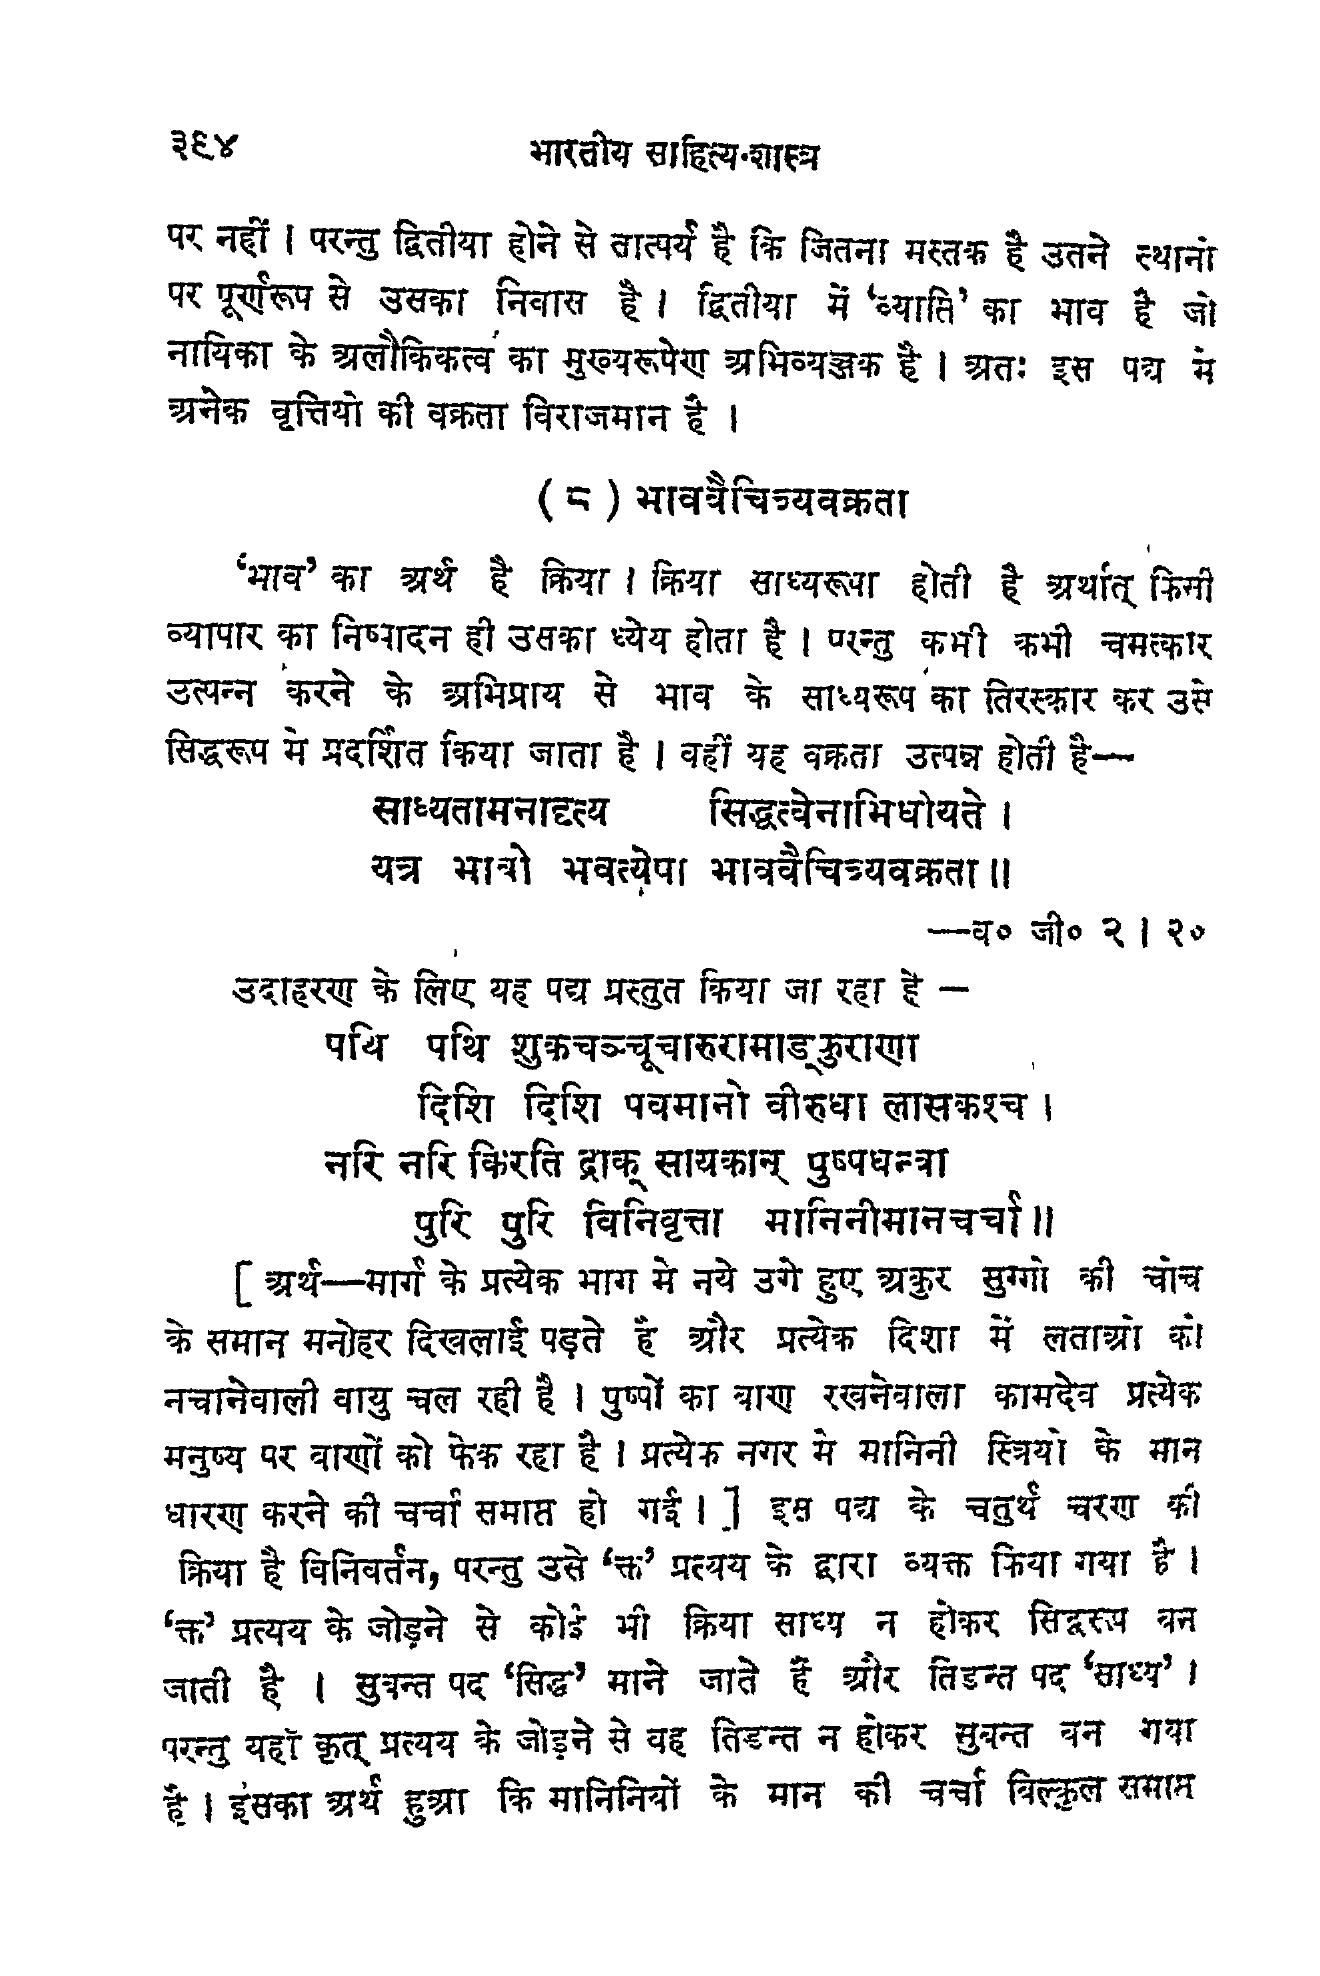 ३९४ भारतीय साहित्य-शास्त्र
पर नहीं । परन्तु द्वितीया होने से तात्पर्य है कि जितना मस्तक है उतने स्थानों
पर पूर्णरूप से उसका निवास है । द्वितीया में ‘व्याप्ति’ का भाव है जो
नायिका के अलौकिकत्व का मुख्यरूपेण अभिव्यञ्जक है । अतः इस पद्य मे
अनेक वृत्तियो की वक्रता विराजमान है ।
( ८ ) भाववैचित्र्यवक्रता
‘भाव’ का अर्थ है क्रिया । क्रिया साध्यरूपा होती है अर्थात् किसी
व्यापार का निष्पादन ही उसका ध्येय होता है । परन्तु कभी कभी चमत्कार
उत्पन्न करने के अभिप्राय से भाव के साध्यरूप का तिरस्कार कर उसे
सिद्धरूप मे प्रदर्शित किया जाता है । वहीं यह वक्रता उत्पन्न होती है—
साध्यतामनादृत्य सिद्धत्वेनाभिधीयते ।
यत्र भावो भवत्येषा भाववैचित्र्यवक्रता ॥
—व० जी० २ । २०
उदाहरण के लिए यह पद्य प्रस्तुत किया जा रहा है —
पथि पथि शुकचञ्चूचारुरामाङ्कुराणा
दिशि दिशि पवमानो वीरुधा लासकश्च ।
नरि नरि किरति द्राक् सायकान् पुष्पधन्वा
पुरि पुरि विनिवृत्ता मानिनीमानचर्चा ॥
[ अर्थ—मार्ग के प्रत्येक भाग मे नये उगे हुए अकुर सुग्गो की चोंच
के समान मनोहर दिखलाई पड़ते हैं और प्रत्येक दिशा में लताओ को
नचानेवाली वायु चल रही है । पुष्पों का बाण रखनेवाला कामदेव प्रत्येक
मनुष्य पर बाणों को फेक रहा है । प्रत्येक नगर मे मानिनी स्त्रियो के मान
धारण करने की चर्चा समाप्त हो गई । ] इस पद्य के चतुर्थ चरण की
क्रिया है विनिवर्तन, परन्तु उसे ‘क्त’ प्रत्यय के द्वारा व्यक्त किया गया है ।
‘क्त’ प्रत्यय के जोड़ने से कोई भी क्रिया साध्य न होकर सिद्धरूप बन
जाती है । सुबन्त पद ‘सिद्ध’ माने जाते हैं और तिडन्त पद ‘साध्य’ ।
परन्तु यहाँ कृत् प्रत्यय के जोड़ने से वह तिडन्त न होकर सुबन्त बन गया
है । इसका अर्थ हुआ कि मानिनियों के मान की चर्चा बिल्कुल समाप्त